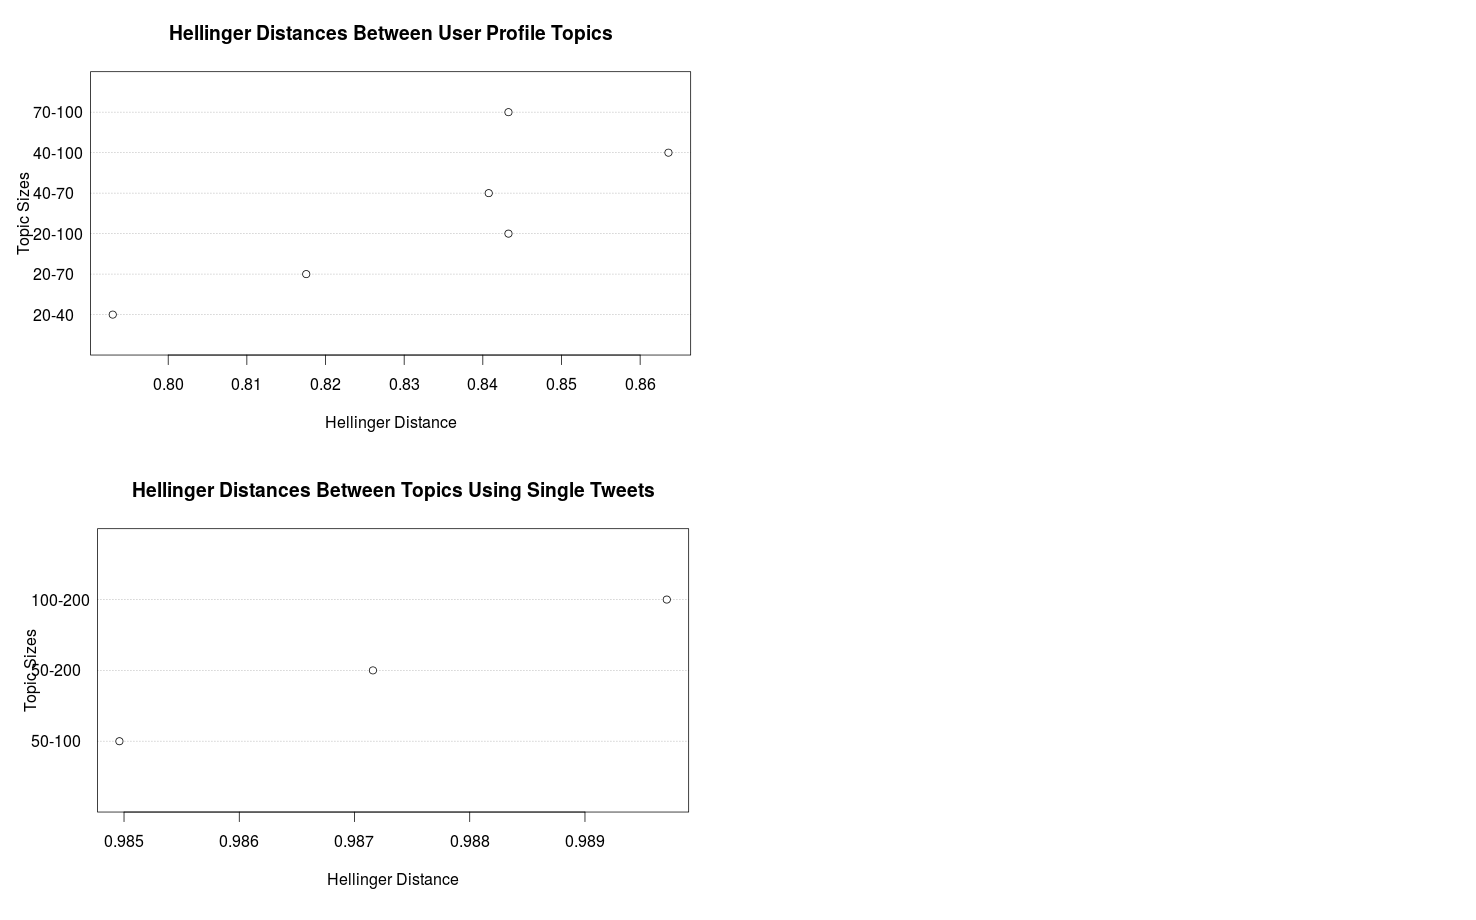 Hellinger Distances Between User Profile Topics
Topic Sizes
70-100
40-100
40-70
20-100
20-70
20-40
0.80 0.81 0.82 0.83 0.84 0.85 0.86
Hellinger Distance
Hellinger Distances Between Topics Using Single Tweets
Topic Sizes
100-200
50-200
50-100
0.985 0.986 0.987 0.988 0.989
Hellinger Distance